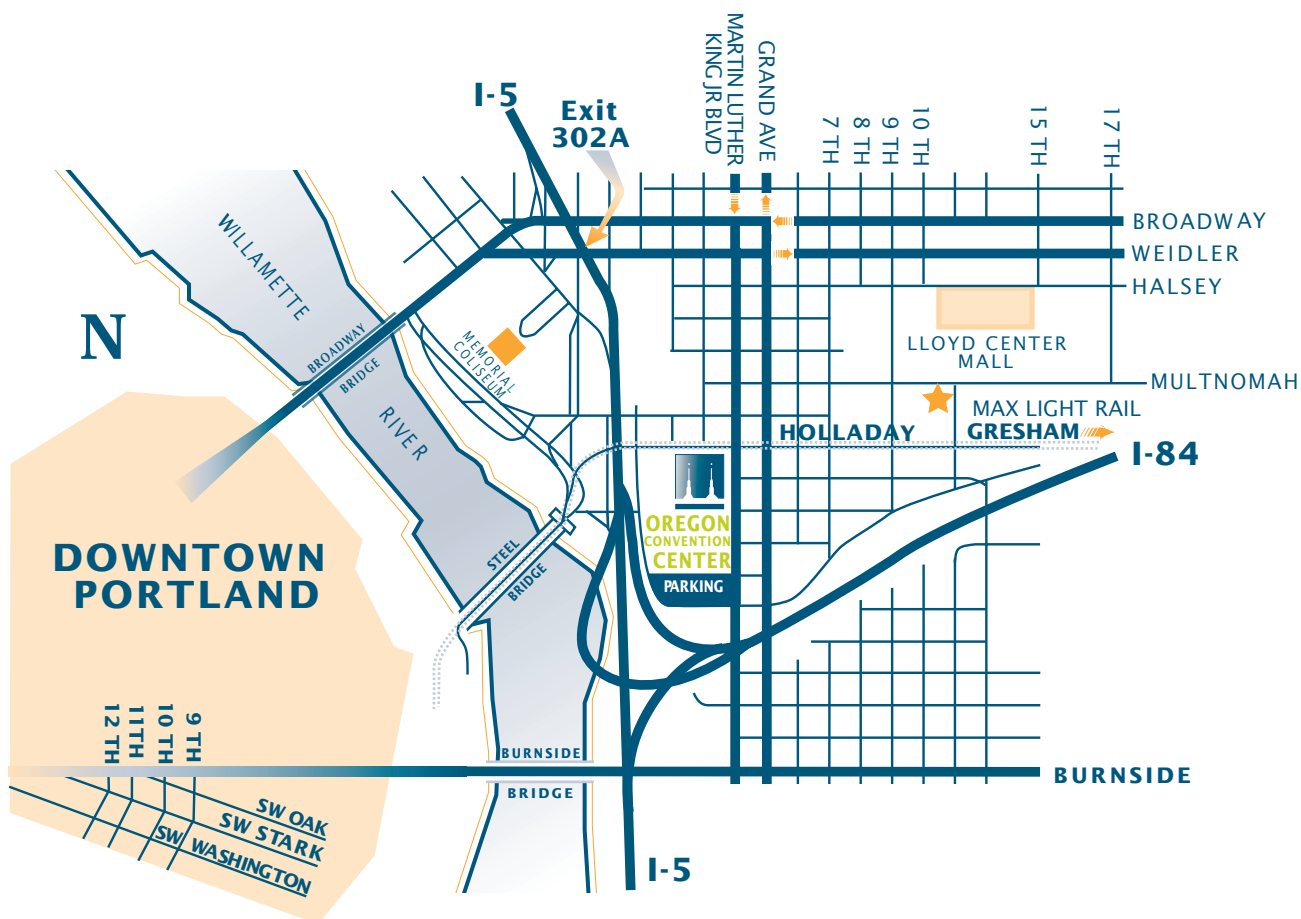 I-5
Exit
302A
MARTIN LUTHER
KING JR BLVD
GRAND AVE
7 TH
8 TH
9 TH
10 TH
15 TH
17 TH
BROADWAY
WEIDLER
HALSEY
WILLAMETTE
RIVER
N
BROADWAY
BRIDGE
MEMORIAL
COLISEUM
LLOYD CENTER
MALL
MULTNOMAH
MAX LIGHT RAIL
HOLLADAY
GRESHAM
I-84
OREGON
CONVENTION
CENTER
PARKING
STEEL
BRIDGE
DOWNTOWN
PORTLAND
12 TH
11TH
10 TH
9 TH
BURNSIDE
BRIDGE
BURNSIDE
SW OAK
SW STARK
SW WASHINGTON
I-5